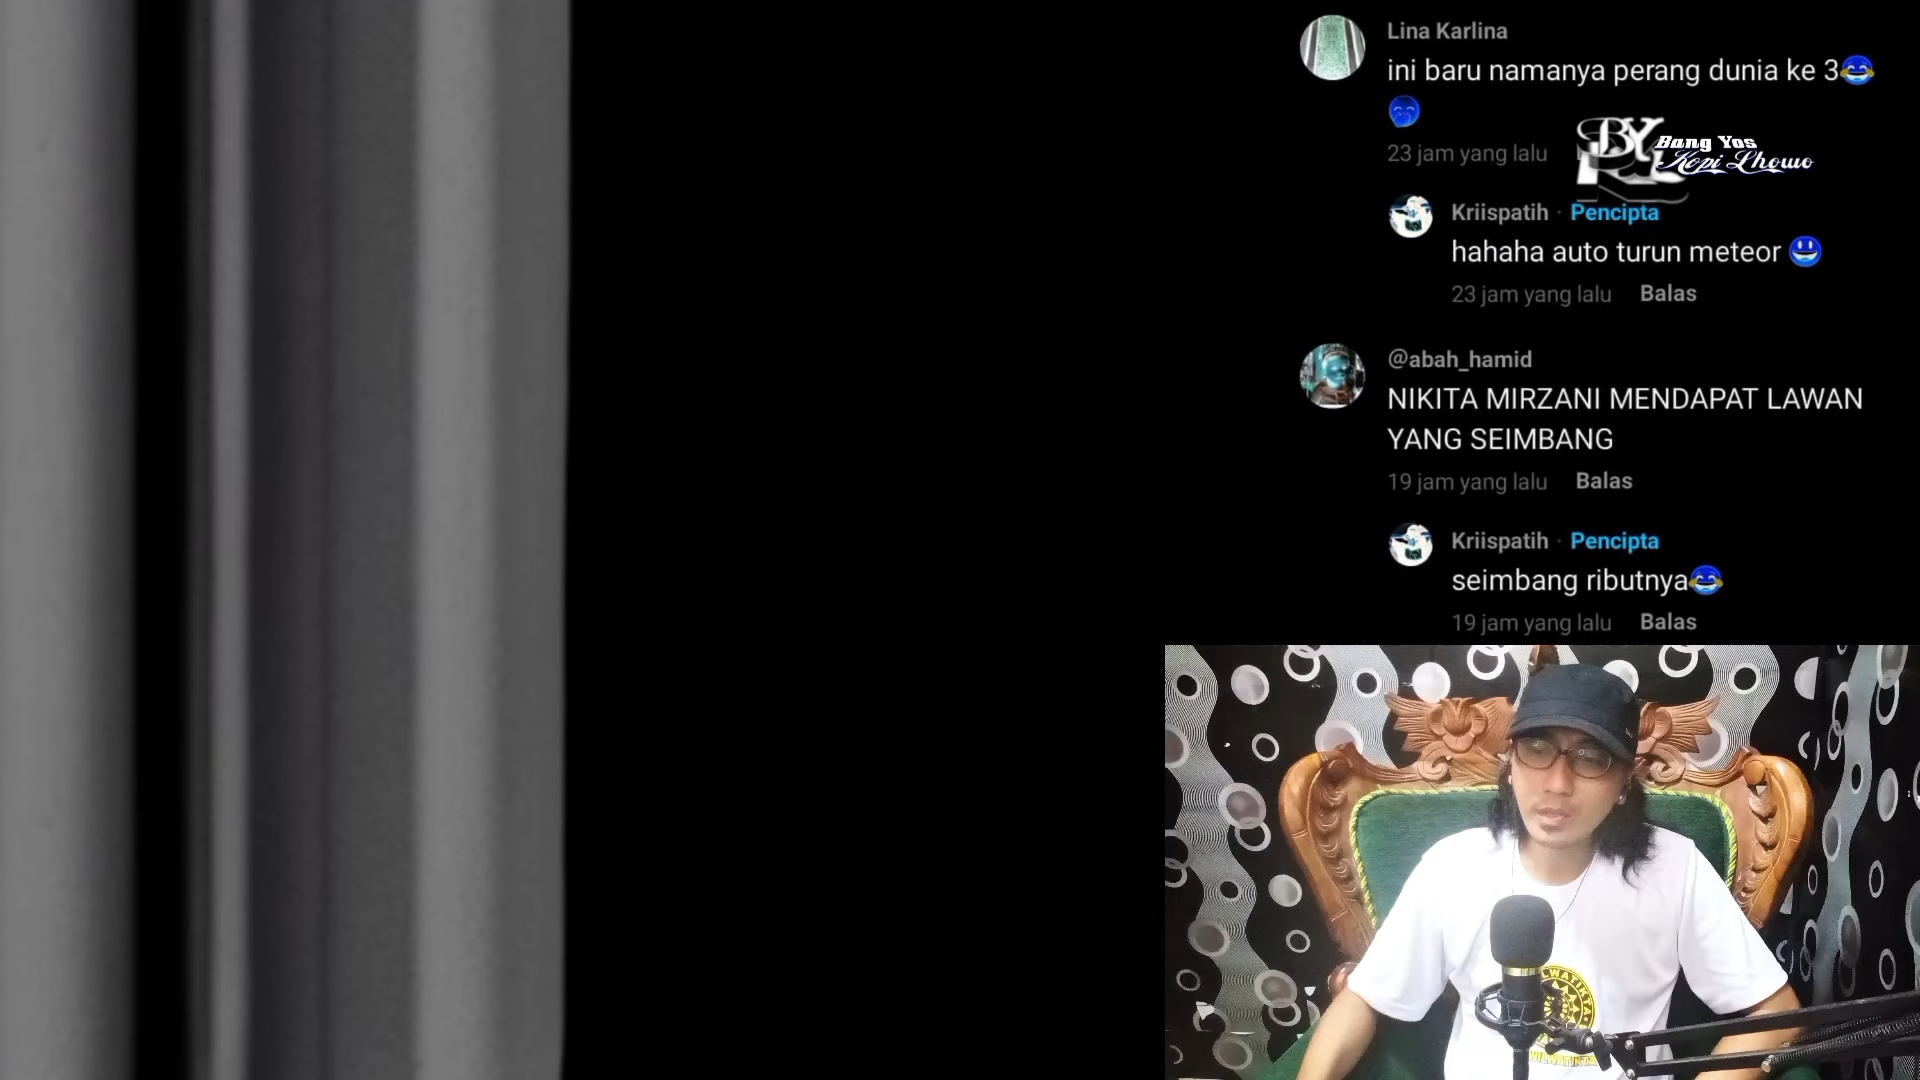 Lina Karlina
ini baru namanya perang dunia ke 3😂
🤭
23 jam yang lalu
BY
Bang Yos
Kopi Lhowo
Kriispatih · Pencipta
hahaha auto turun meteor 😃
23 jam yang lalu Balas
@abah_hamid
NIKITA MIRZANI MENDAPAT LAWAN
YANG SEIMBANG
19 jam yang lalu Balas
Kriispatih · Pencipta
seimbang ributnya😂
19 jam yang lalu Balas
WILWATIKTA